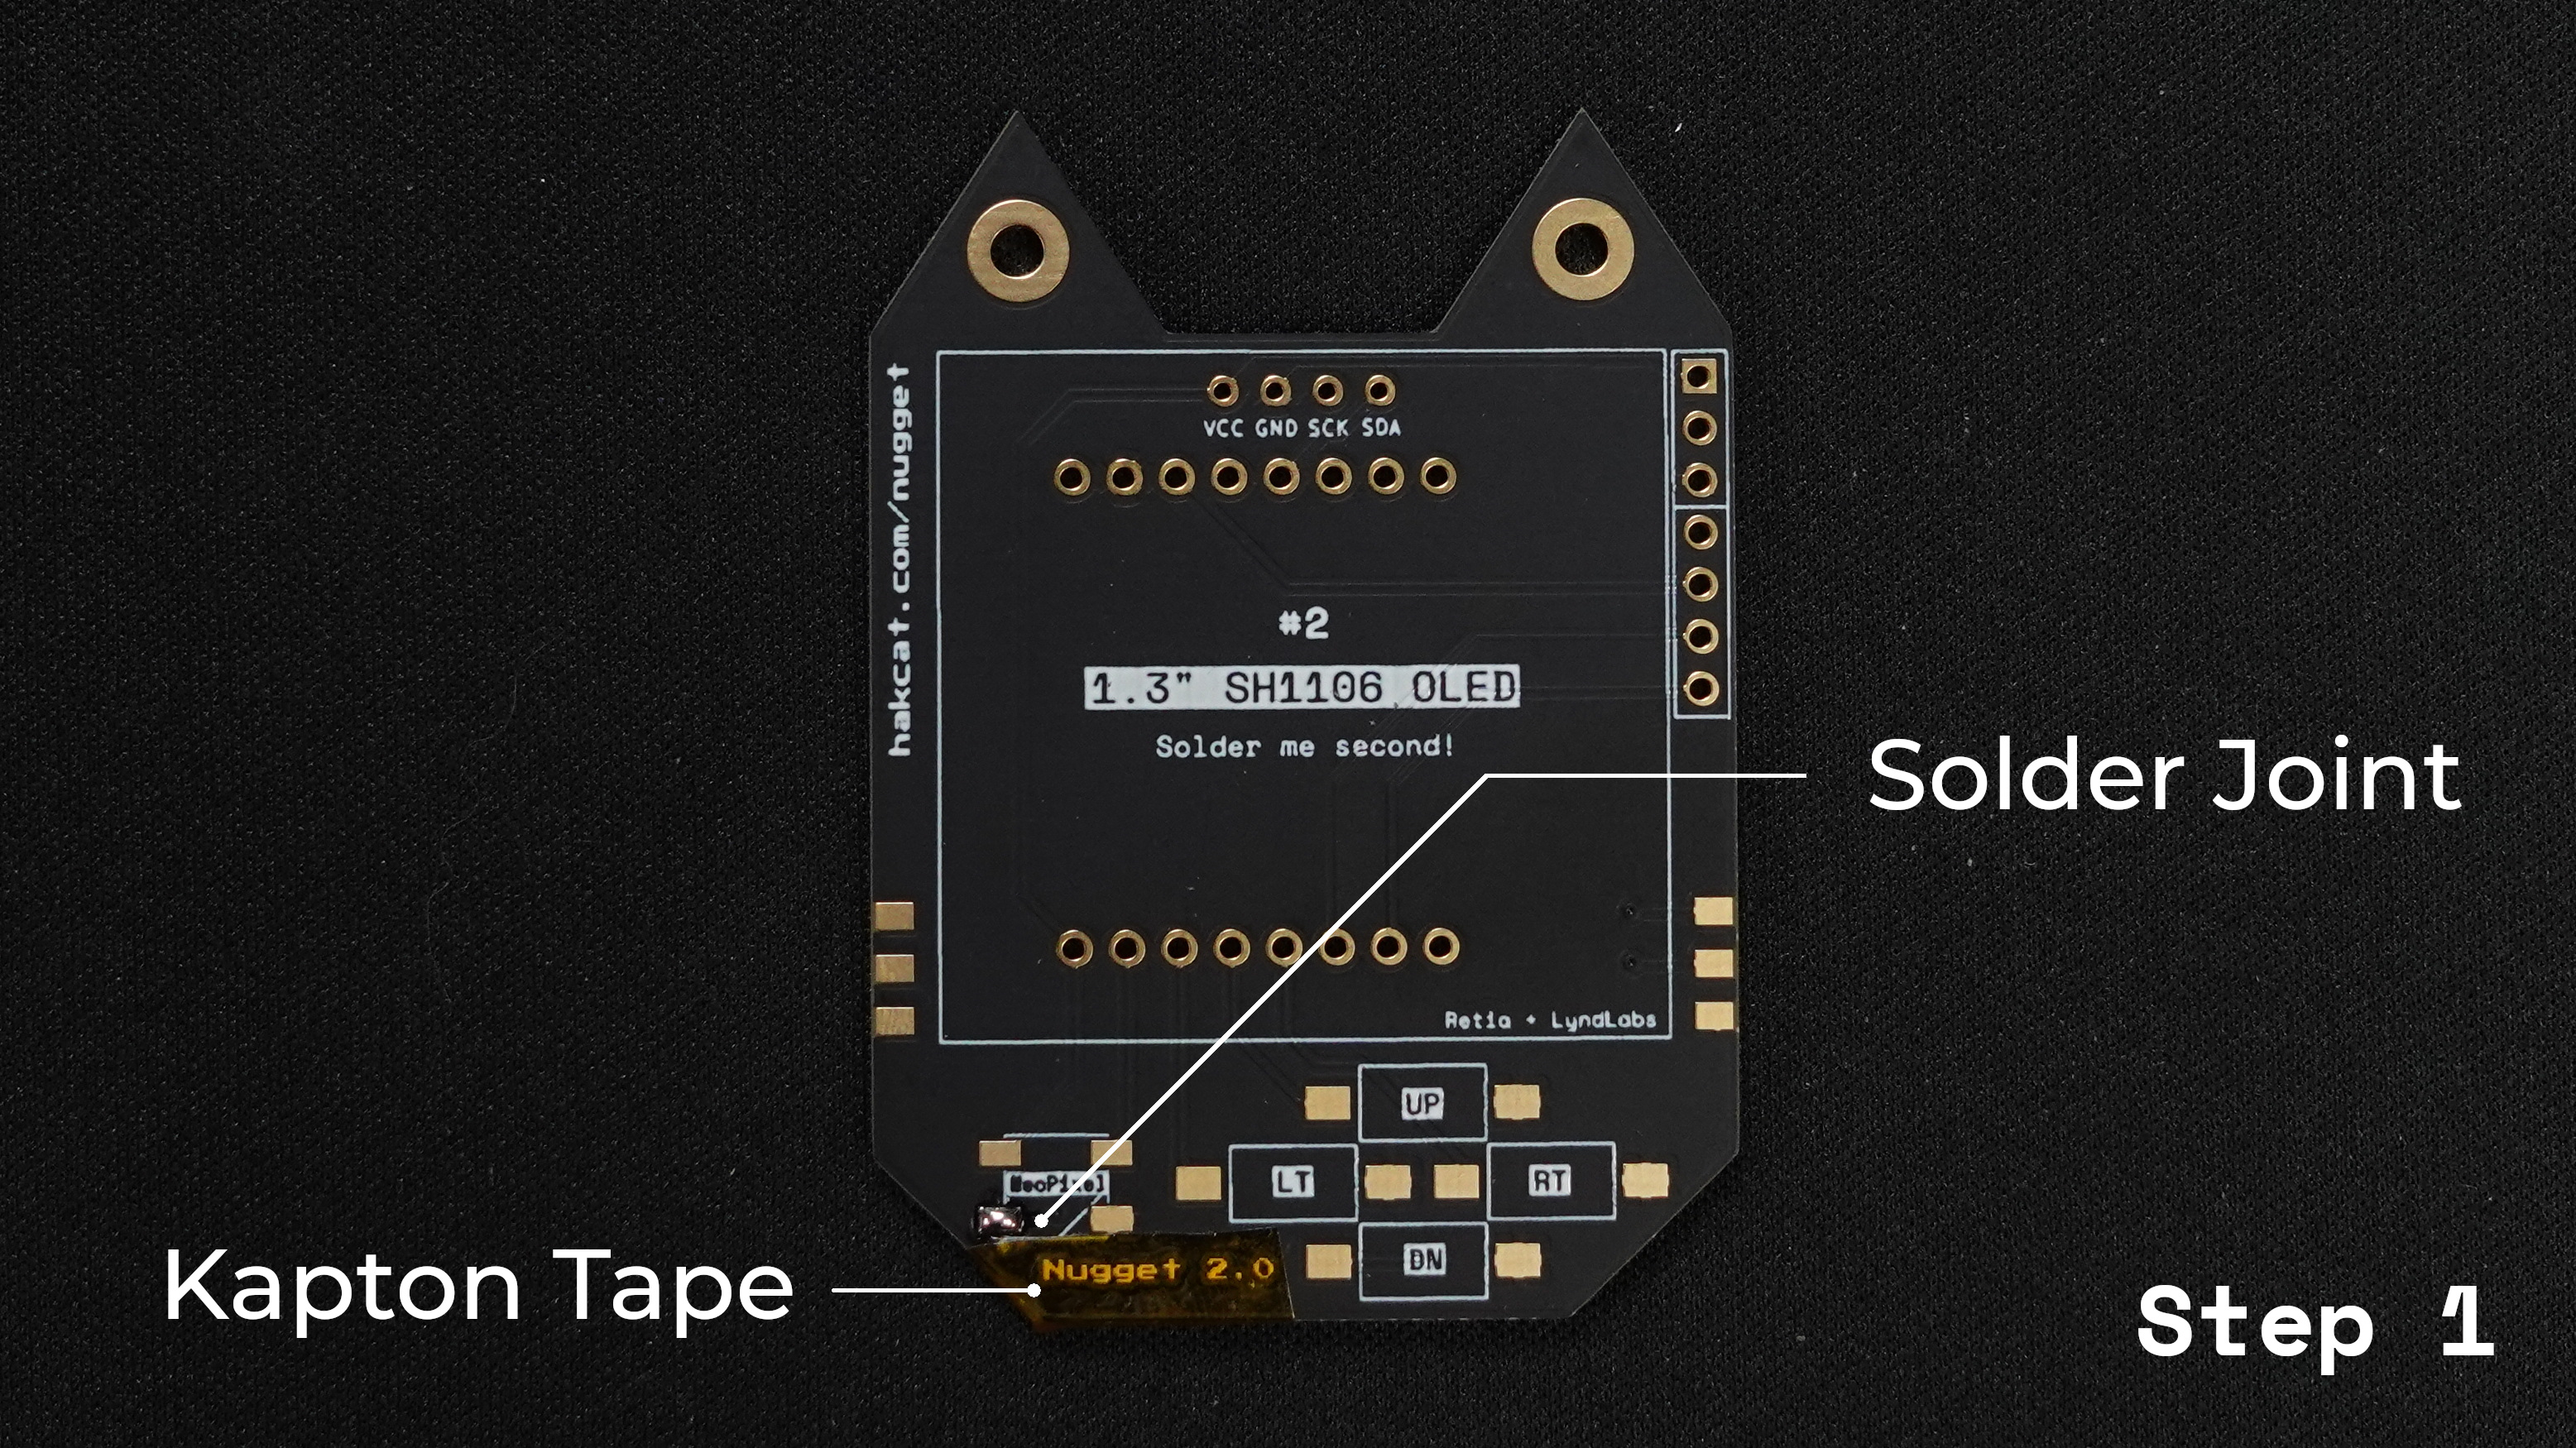 hakcat.com/nugget
VCC GND SCK SDA
#2
1.3" SH1106 OLED
Solder me second!
Solder Joint
Retia + LyndLabs
UP
LT
RT
NeoPixel
DN
Nugget 2.0
Kapton Tape
Step 1